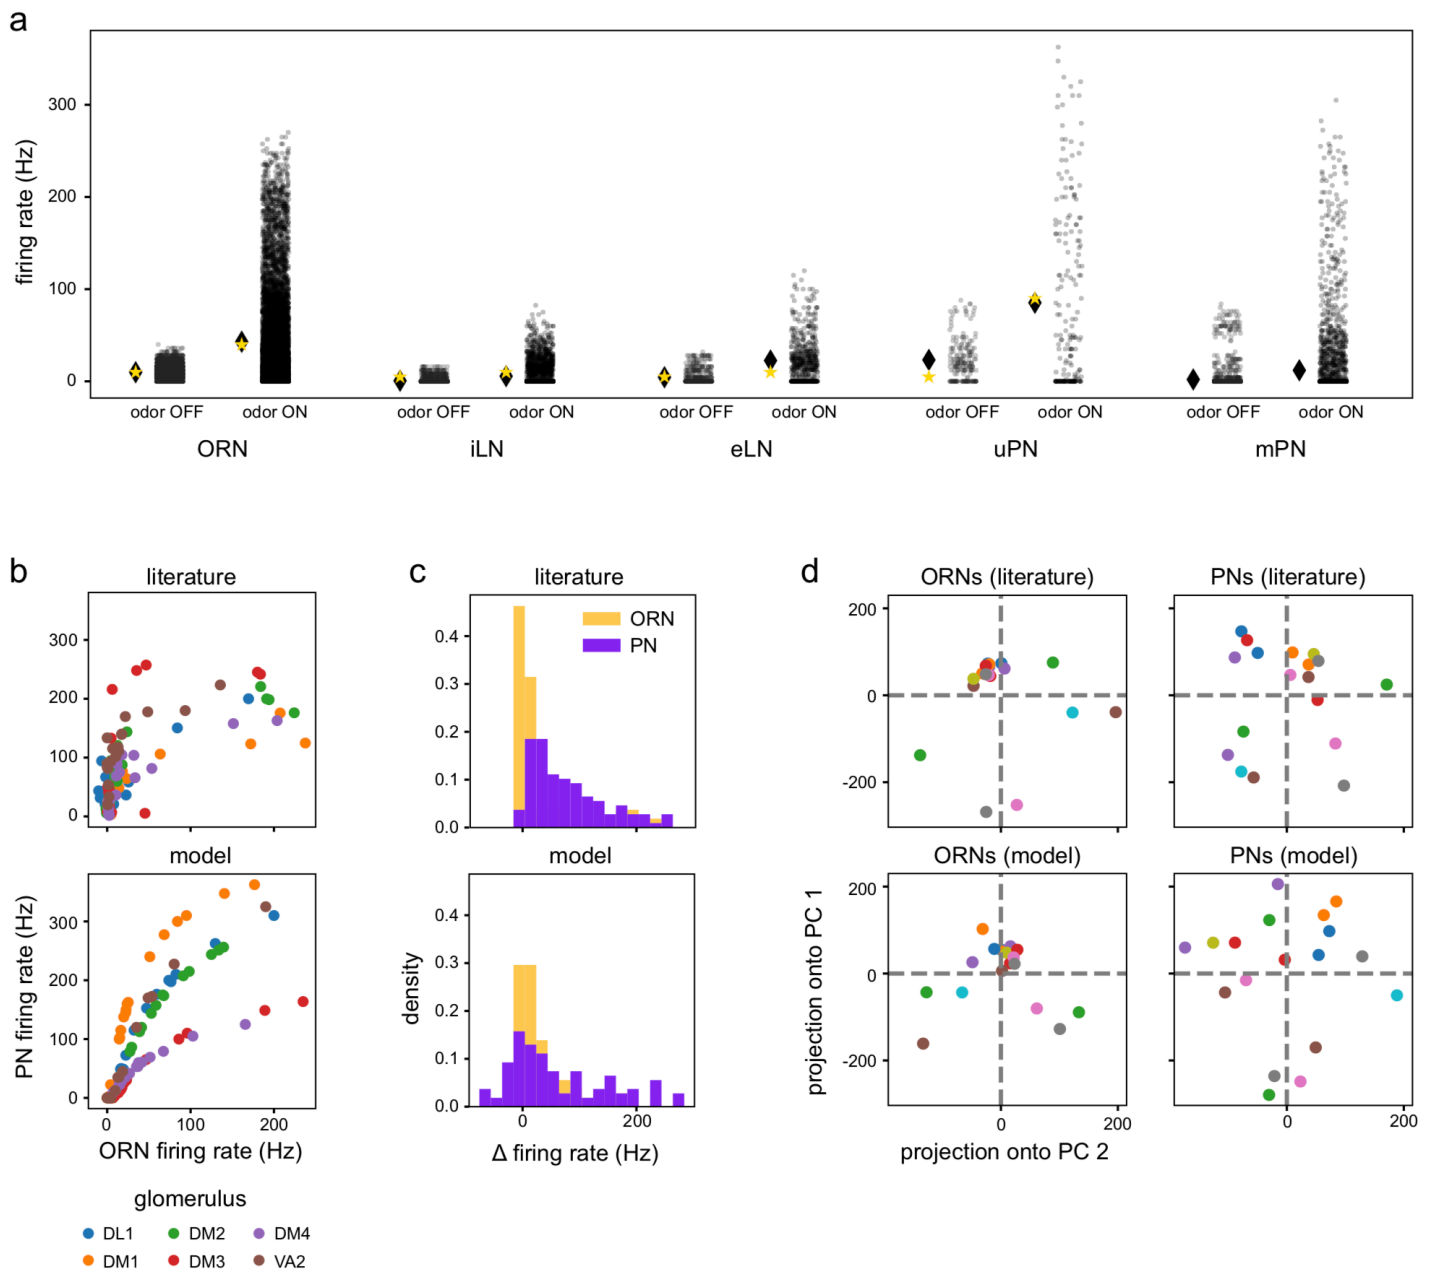 a
firing rate (Hz)
300
200
100
0
odor OFF odor ON odor OFF odor ON odor OFF odor ON odor OFF odor ON odor OFF odor ON
ORN iLN eLN uPN mPN
b
literature
300
200
100
0
model
PN firing rate (Hz)
300
200
100
0
0 100 200
ORN firing rate (Hz)
glomerulus
DL1 DM2 DM4
DM1 DM3 VA2
c
literature
ORN
PN
0.4
0.3
0.2
0.1
0.0
model
density
0.4
0.3
0.2
0.1
0.0
0 200
Δ firing rate (Hz)
d
ORNs (literature) PNs (literature)
200
0
-200
ORNs (model) PNs (model)
projection onto PC 1
200
0
-200
0 200 0 200
projection onto PC 2